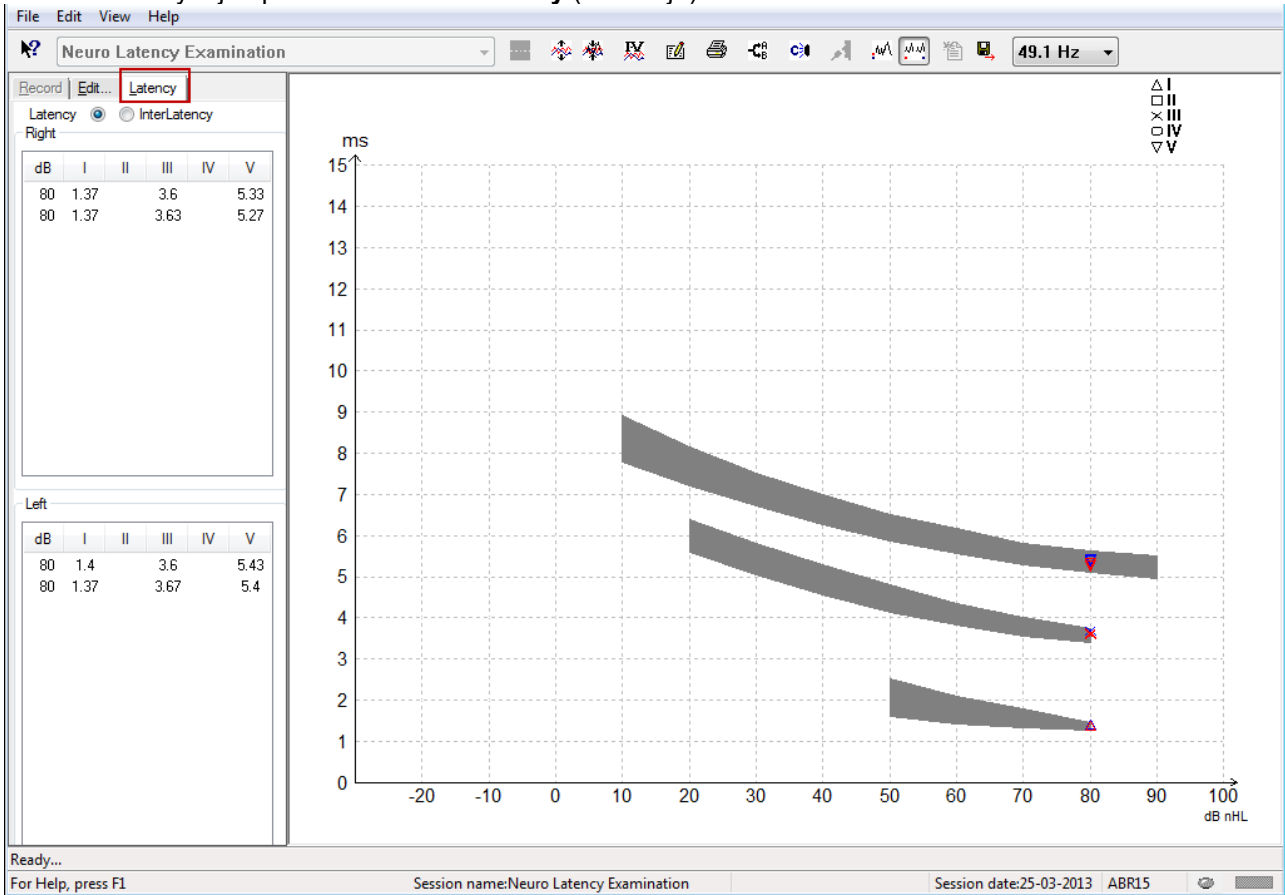 File Edit View Help
Neuro Latency Examination
49.1 Hz
Record Edit... Latency
Latency InterLatency
Right
dB I II III IV V
80 1.37 3.6 5.33
80 1.37 3.63 5.27
Left
dB I II III IV V
80 1.4 3.6 5.43
80 1.37 3.67 5.4
I
II
III
IV
V
ms
15
14
13
12
11
10
9
8
7
6
5
4
3
2
1
0
-20 -10 0 10 20 30 40 50 60 70 80 90 100
dB nHL
Ready...
For Help, press F1 Session name:Neuro Latency Examination Session date:25-03-2013 ABR15